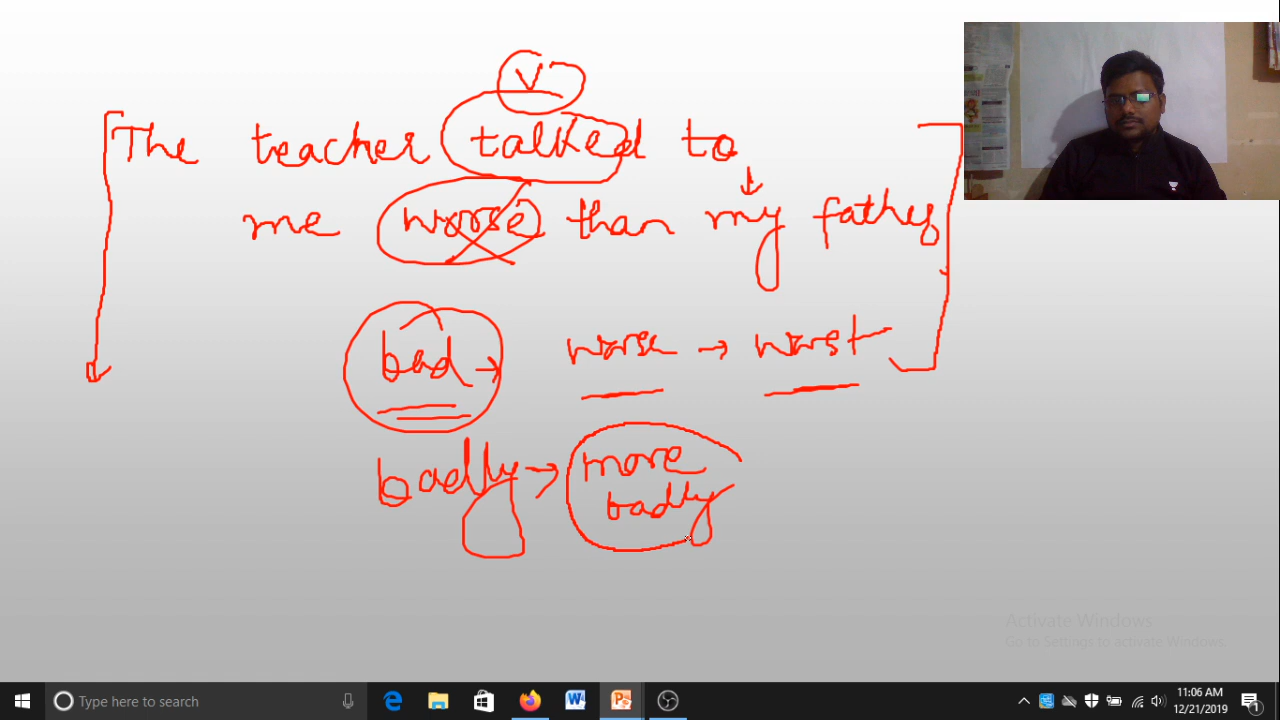 V
The teacher talked to
me worse than my father
bad → worse → worst
badly → more
badly
Activate Windows
Go to Settings to activate Windows.
Type here to search
11:06 AM
12/21/2019
1